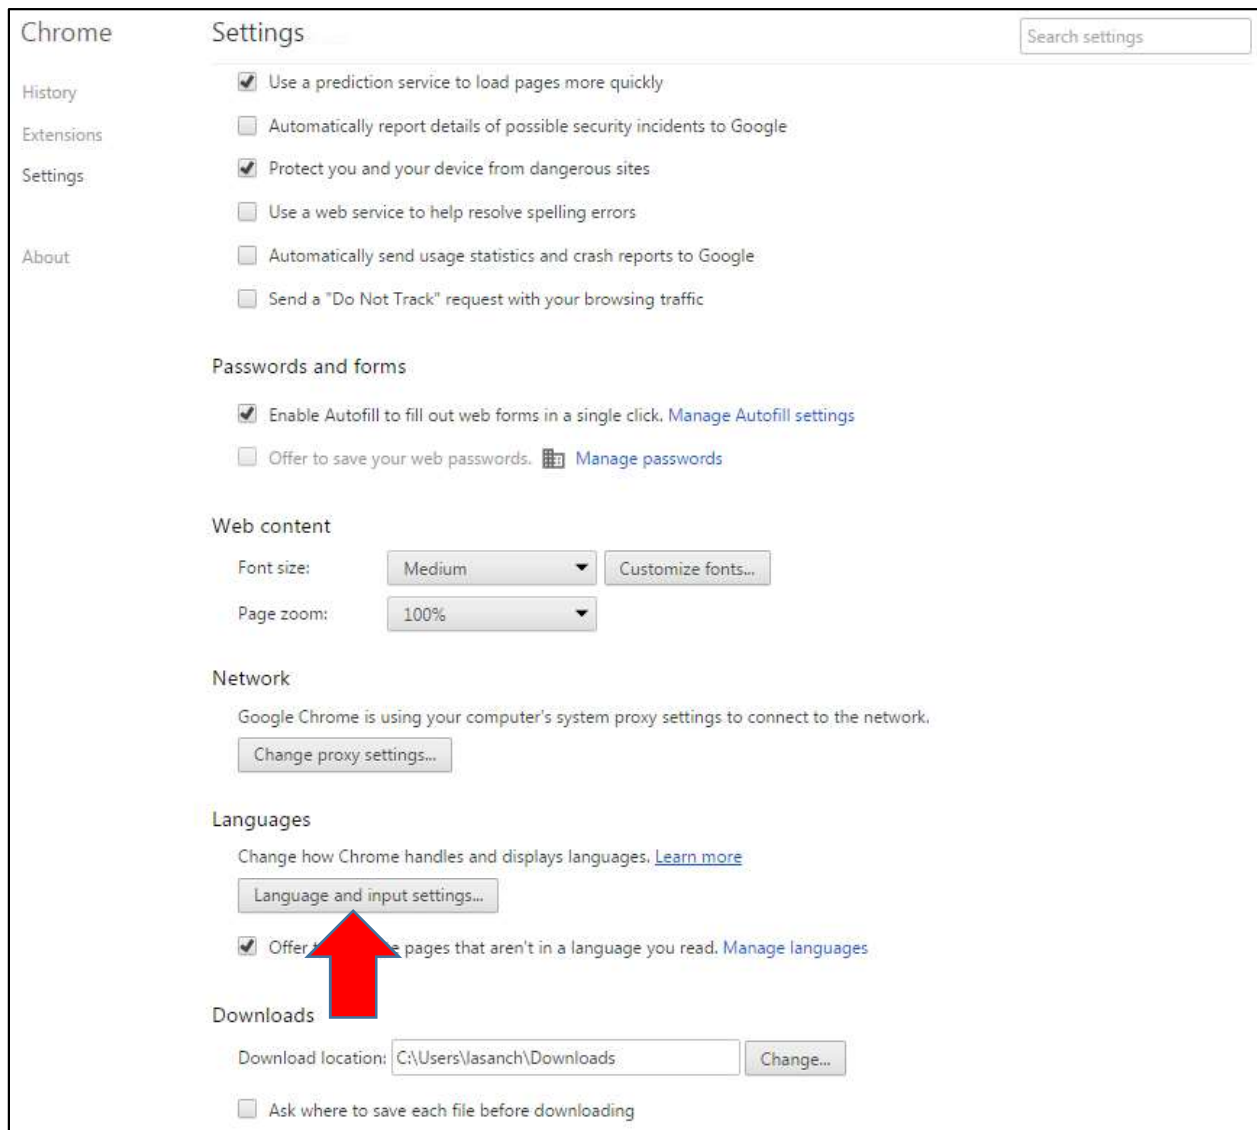 Chrome
Settings
Search settings
History
Extensions
Settings
About
Use a prediction service to load pages more quickly
Automatically report details of possible security incidents to Google
Protect you and your device from dangerous sites
Use a web service to help resolve spelling errors
Automatically send usage statistics and crash reports to Google
Send a "Do Not Track" request with your browsing traffic
Passwords and forms
Enable Autofill to fill out web forms in a single click. Manage Autofill settings
Offer to save your web passwords. Manage passwords
Web content
Font size: Medium Customize fonts...
Page zoom: 100%
Network
Google Chrome is using your computer's system proxy settings to connect to the network.
Change proxy settings...
Languages
Change how Chrome handles and displays languages. Learn more
Language and input settings...
Offer pages that aren't in a language you read. Manage languages
Downloads
Download location: C:\Users\lasanch\Downloads Change...
Ask where to save each file before downloading